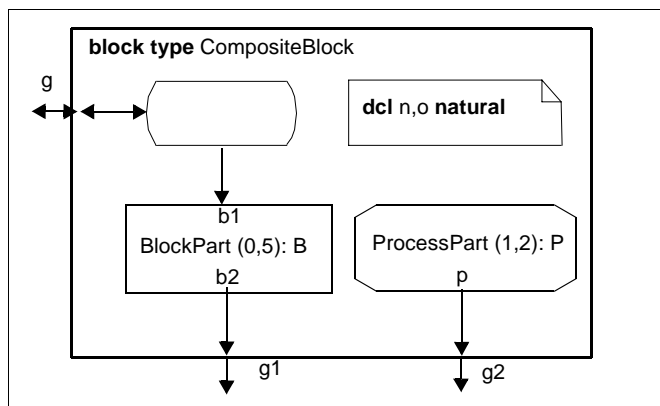 block type CompositeBlock
g
dcl n,o natural
b1
BlockPart (0,5): B
b2
ProcessPart (1,2): P
p
g1
g2